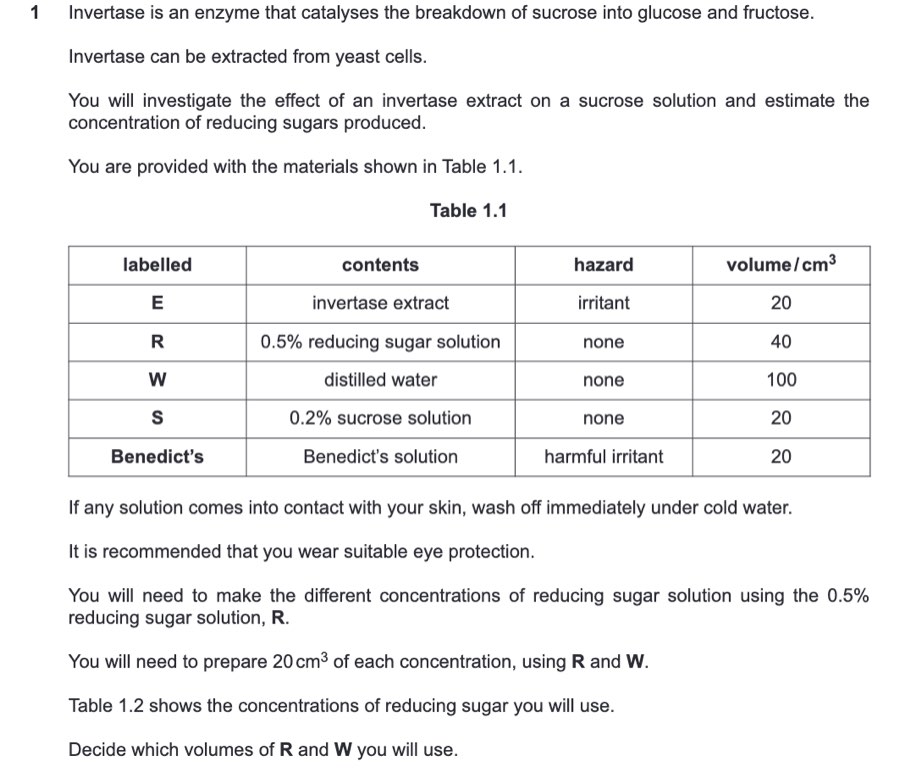 1 Invertase is an enzyme that catalyses the breakdown of sucrose into glucose and fructose.
Invertase can be extracted from yeast cells.
You will investigate the effect of an invertase extract on a sucrose solution and estimate the
concentration of reducing sugars produced.
You are provided with the materials shown in Table 1.1.
Table 1.1
labelled contents hazard volume/cm³
E invertase extract irritant 20
R 0.5% reducing sugar solution none 40
W distilled water none 100
S 0.2% sucrose solution none 20
Benedict’s Benedict’s solution harmful irritant 20
If any solution comes into contact with your skin, wash off immediately under cold water.
It is recommended that you wear suitable eye protection.
You will need to make the different concentrations of reducing sugar solution using the 0.5%
reducing sugar solution, R.
You will need to prepare 20 cm³ of each concentration, using R and W.
Table 1.2 shows the concentrations of reducing sugar you will use.
Decide which volumes of R and W you will use.